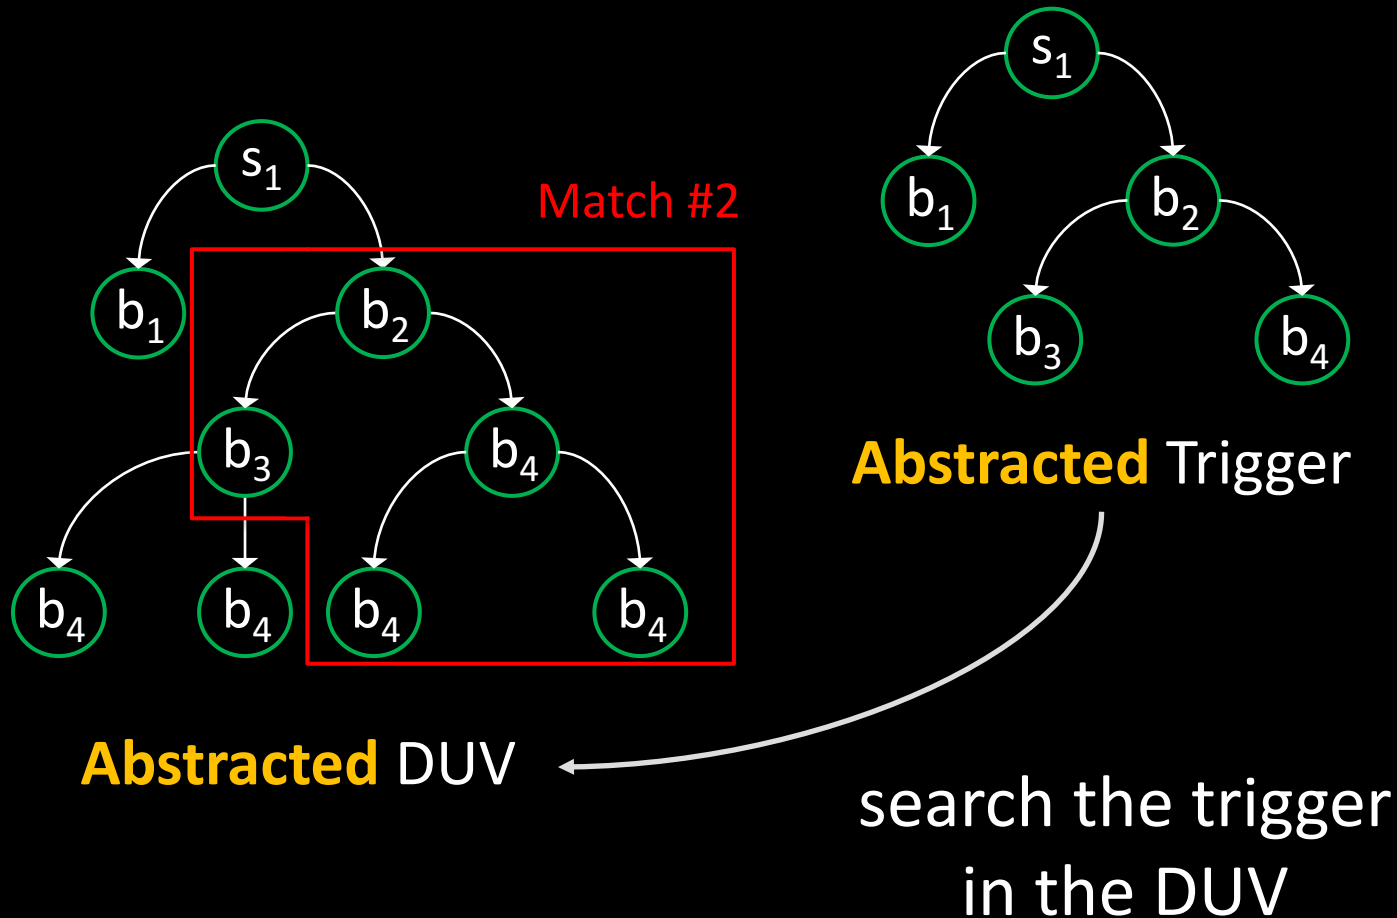 s₁
b₁
b₂
b₃
b₄
Abstracted Trigger
s₁
Match #2
b₁
b₂
b₃
b₄
b₄
b₄
b₄
b₄
Abstracted DUV
search the trigger
in the DUV